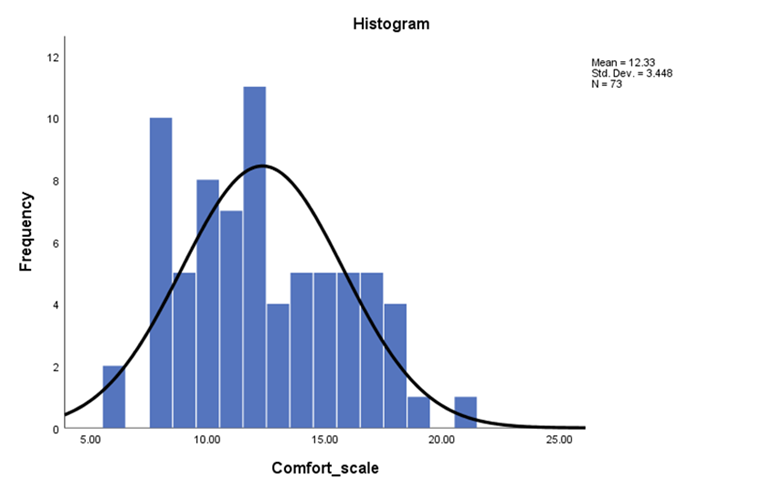 Histogram
Mean = 12.33
Std. Dev. = 3.448
N = 73
12
10
8
6
4
2
0
Frequency
5.00 10.00 15.00 20.00 25.00
Comfort_scale